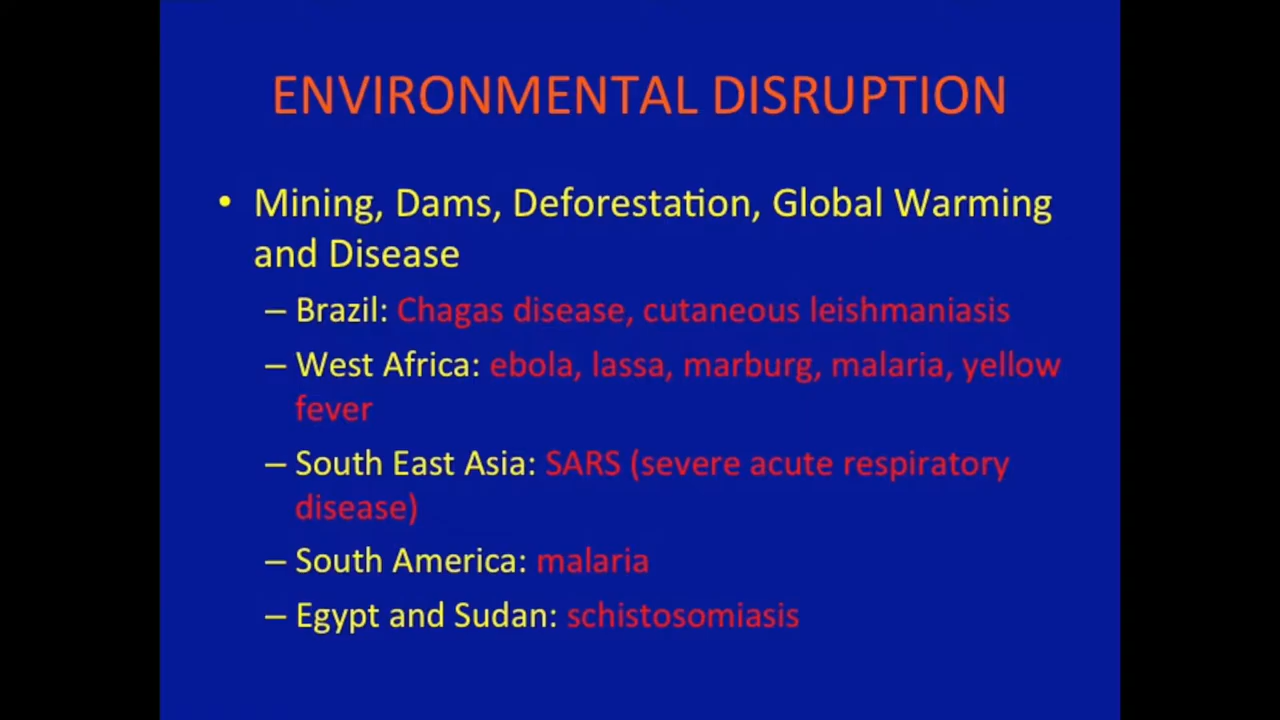 ENVIRONMENTAL DISRUPTION
• Mining, Dams, Deforestation, Global Warming
and Disease
– Brazil: Chagas disease, cutaneous leishmaniasis
– West Africa: ebola, lassa, marburg, malaria, yellow
fever
– South East Asia: SARS (severe acute respiratory
disease)
– South America: malaria
– Egypt and Sudan: schistosomiasis